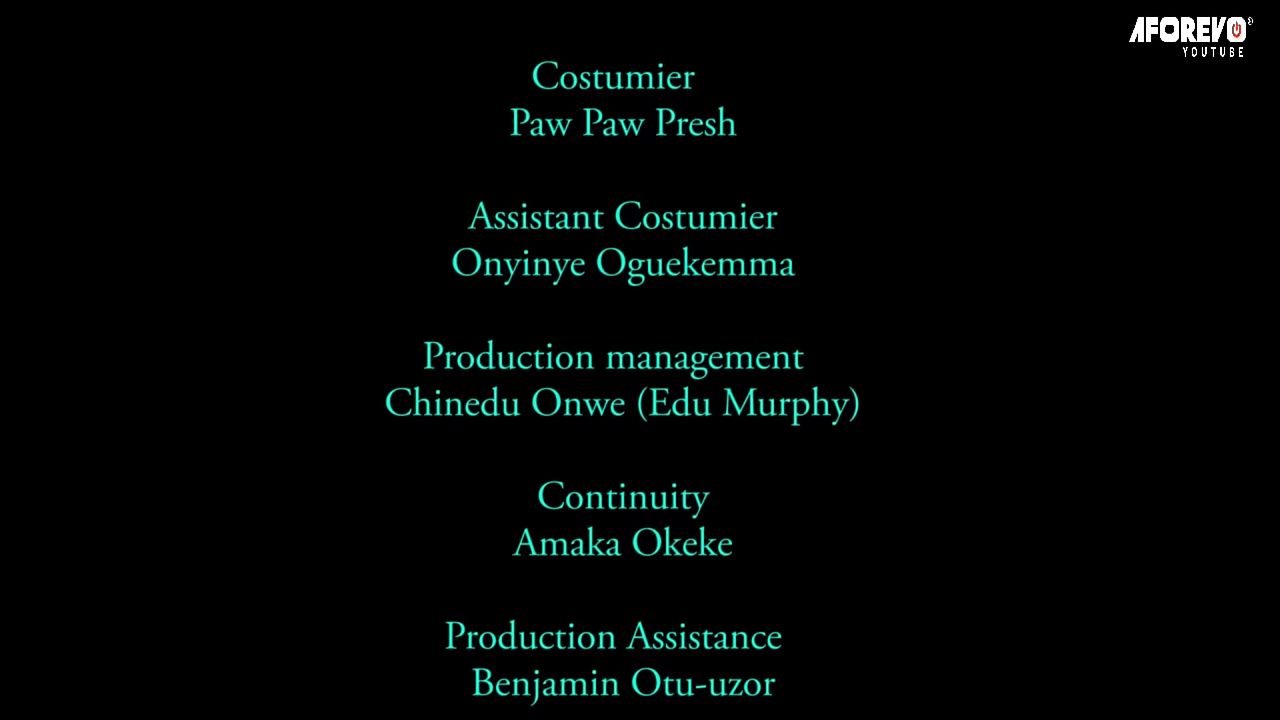 AFOREVO
YOUTUBE
Costumier
Paw Paw Presh
Assistant Costumier
Onyinye Oguekemma
Production management
Chinedu Onwe (Edu Murphy)
Continuity
Amaka Okeke
Production Assistance
Benjamin Otu-uzor